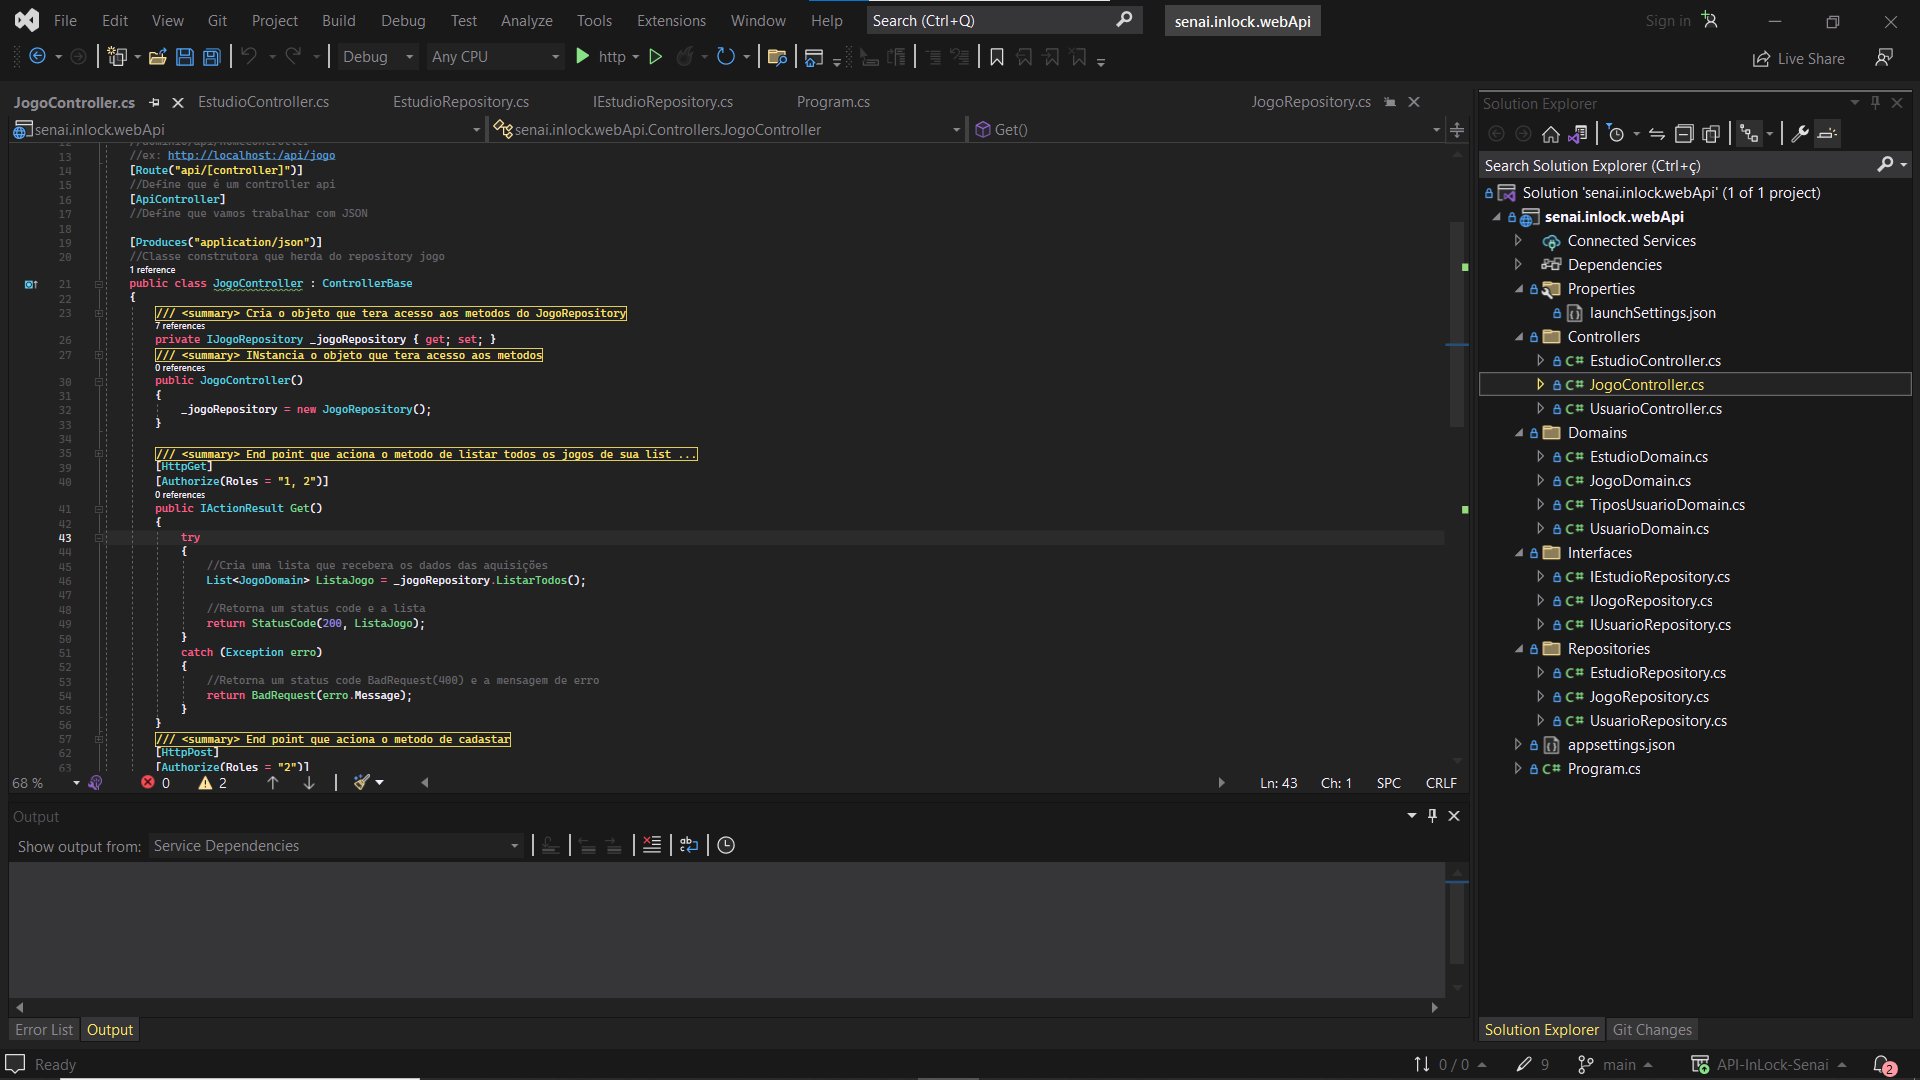 File Edit View Git Project Build Debug Test Analyze Tools Extensions Window Help Search (Ctrl+Q) senai.inlock.webApi Sign in
Debug Any CPU http Live Share
JogoController.cs EstudioController.cs EstudioRepository.cs IEstudioRepository.cs Program.cs JogoRepository.cs
senai.inlock.webApi senai.inlock.webApi.Controllers.JogoController Get()
13 //ex: http://localhost:/api/jogo
14 [Route("api/[controller]")]
15 //Define que é um controller api
16 [ApiController]
17 //Define que vamos trabalhar com JSON
18
19 [Produces("application/json")]
20 //Classe construtora que herda do repository jogo
1 reference
21 public class JogoController : ControllerBase
22 {
23 /// <summary> Cria o objeto que tera acesso aos metodos do JogoRepository
7 references
26 private IJogoRepository _jogoRepository { get; set; }
27 /// <summary> INstancia o objeto que tera acesso aos metodos
0 references
30 public JogoController()
31 {
32 _jogoRepository = new JogoRepository();
33 }
34
35 /// <summary> End point que aciona o metodo de listar todos os jogos de sua list ...
39 [HttpGet]
40 [Authorize(Roles = "1, 2")]
0 references
41 public IActionResult Get()
42 {
43 try
44 {
45 //Cria uma lista que recebera os dados das aquisições
46 List<JogoDomain> ListaJogo = _jogoRepository.ListarTodos();
47
48 //Retorna um status code e a lista
49 return StatusCode(200, ListaJogo);
50 }
51 catch (Exception erro)
52 {
53 //Retorna um status code BadRequest(400) e a mensagem de erro
54 return BadRequest(erro.Message);
55 }
56 }
57 /// <summary> End point que aciona o metodo de cadastar
62 [HttpPost]
63 [Authorize(Roles = "2")]
68 % 0 2 Ln: 43 Ch: 1 SPC CRLF
Output
Show output from: Service Dependencies
Error List Output
Solution Explorer
Search Solution Explorer (Ctrl+ç)
Solution 'senai.inlock.webApi' (1 of 1 project)
senai.inlock.webApi
Connected Services
Dependencies
Properties
launchSettings.json
Controllers
C# EstudioController.cs
C# JogoController.cs
C# UsuarioController.cs
Domains
C# EstudioDomain.cs
C# JogoDomain.cs
C# TiposUsuarioDomain.cs
C# UsuarioDomain.cs
Interfaces
C# IEstudioRepository.cs
C# IJogoRepository.cs
C# IUsuarioRepository.cs
Repositories
C# EstudioRepository.cs
C# JogoRepository.cs
C# UsuarioRepository.cs
appsettings.json
C# Program.cs
Solution Explorer Git Changes
Ready 0 / 0 9 main API-InLock-Senai 2